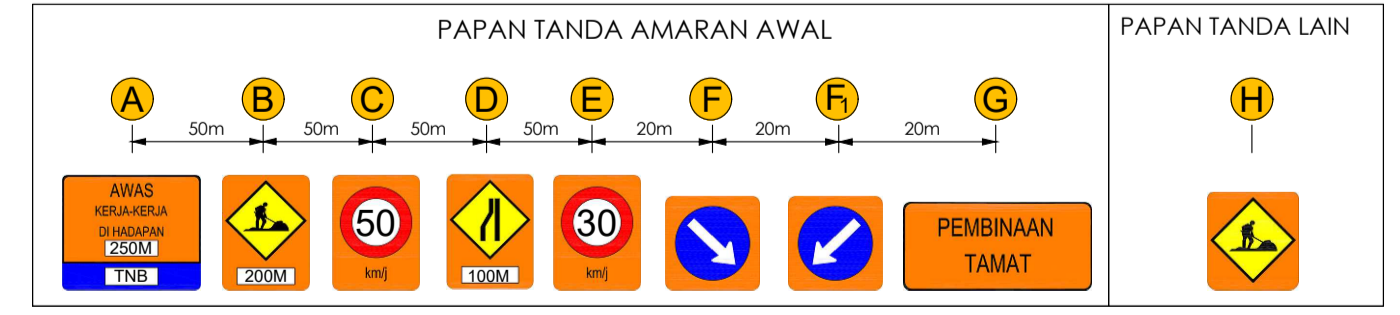 PAPAN TANDA AMARAN AWAL
PAPAN TANDA LAIN
A
B
C
D
E
F
F1
G
H
50m
50m
50m
50m
20m
20m
20m
AWAS
KERJA-KERJA
DI HADAPAN
250M
TNB
200M
50
km/j
100M
30
km/j
PEMBINAAN
TAMAT